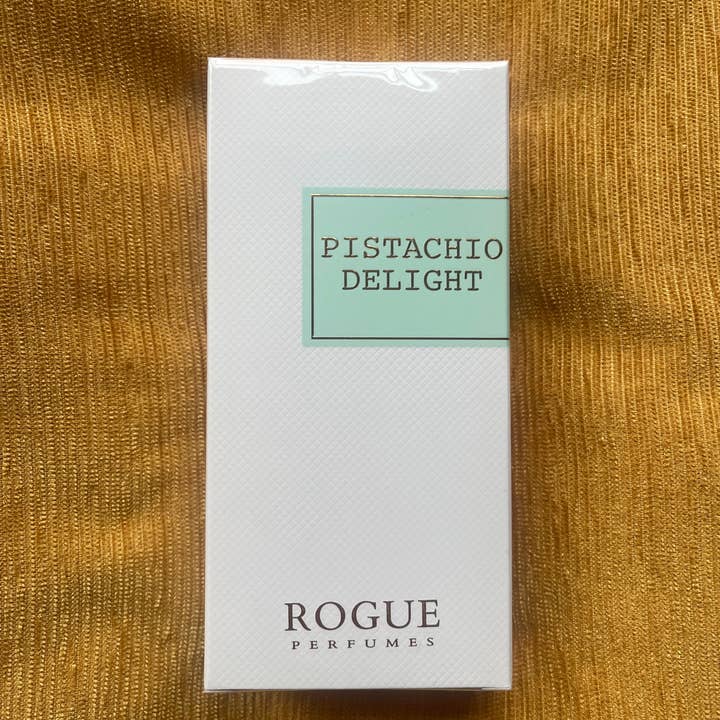 PISTACHIO
DELIGHT
ROGUE
PERFUMES